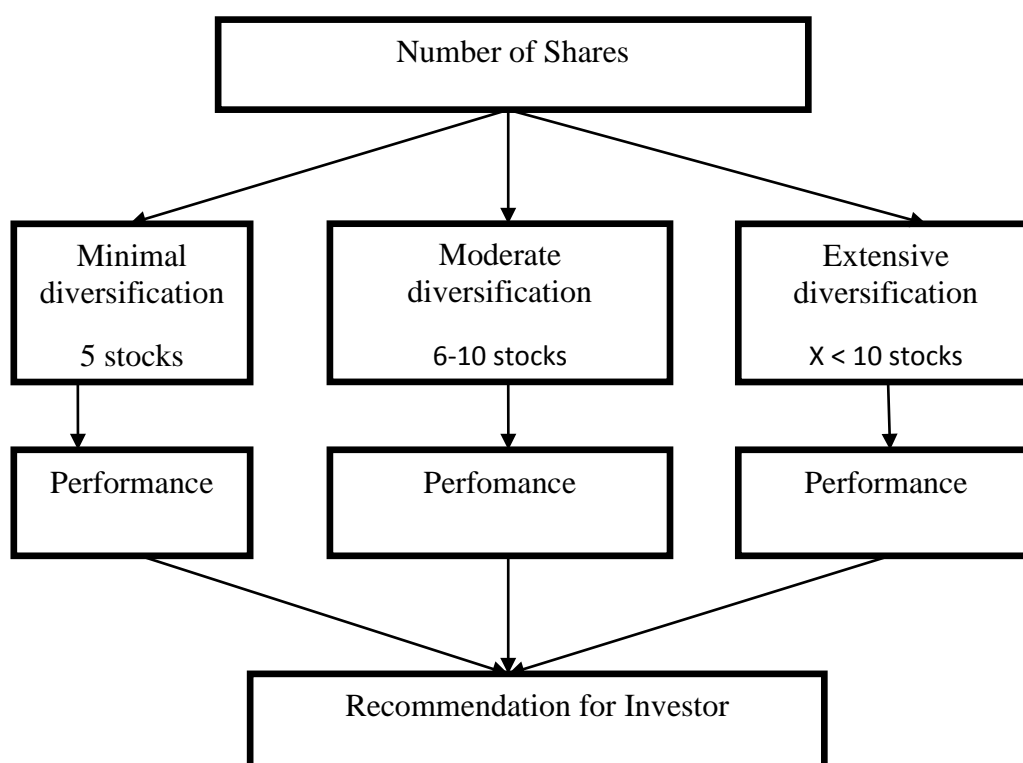 Number of Shares
Minimal
diversification
5 stocks
Moderate
diversification
6-10 stocks
Extensive
diversification
X < 10 stocks
Performance
Perfomance
Performance
Recommendation for Investor